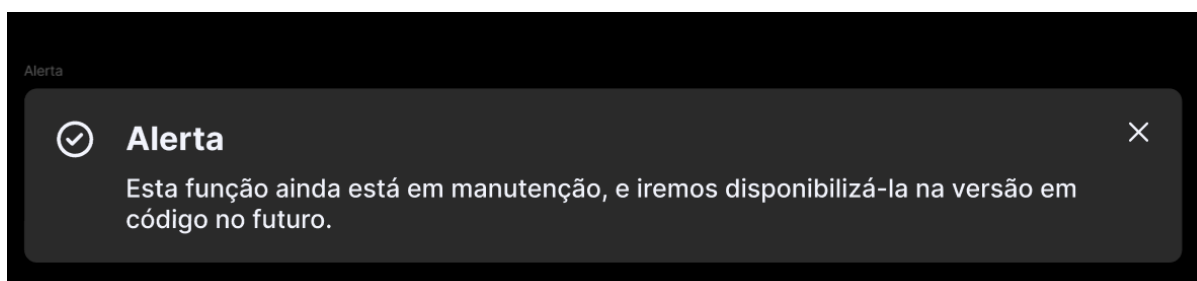 Alerta
Alerta
Esta função ainda está em manutenção, e iremos disponibilizá-la na versão em
código no futuro.